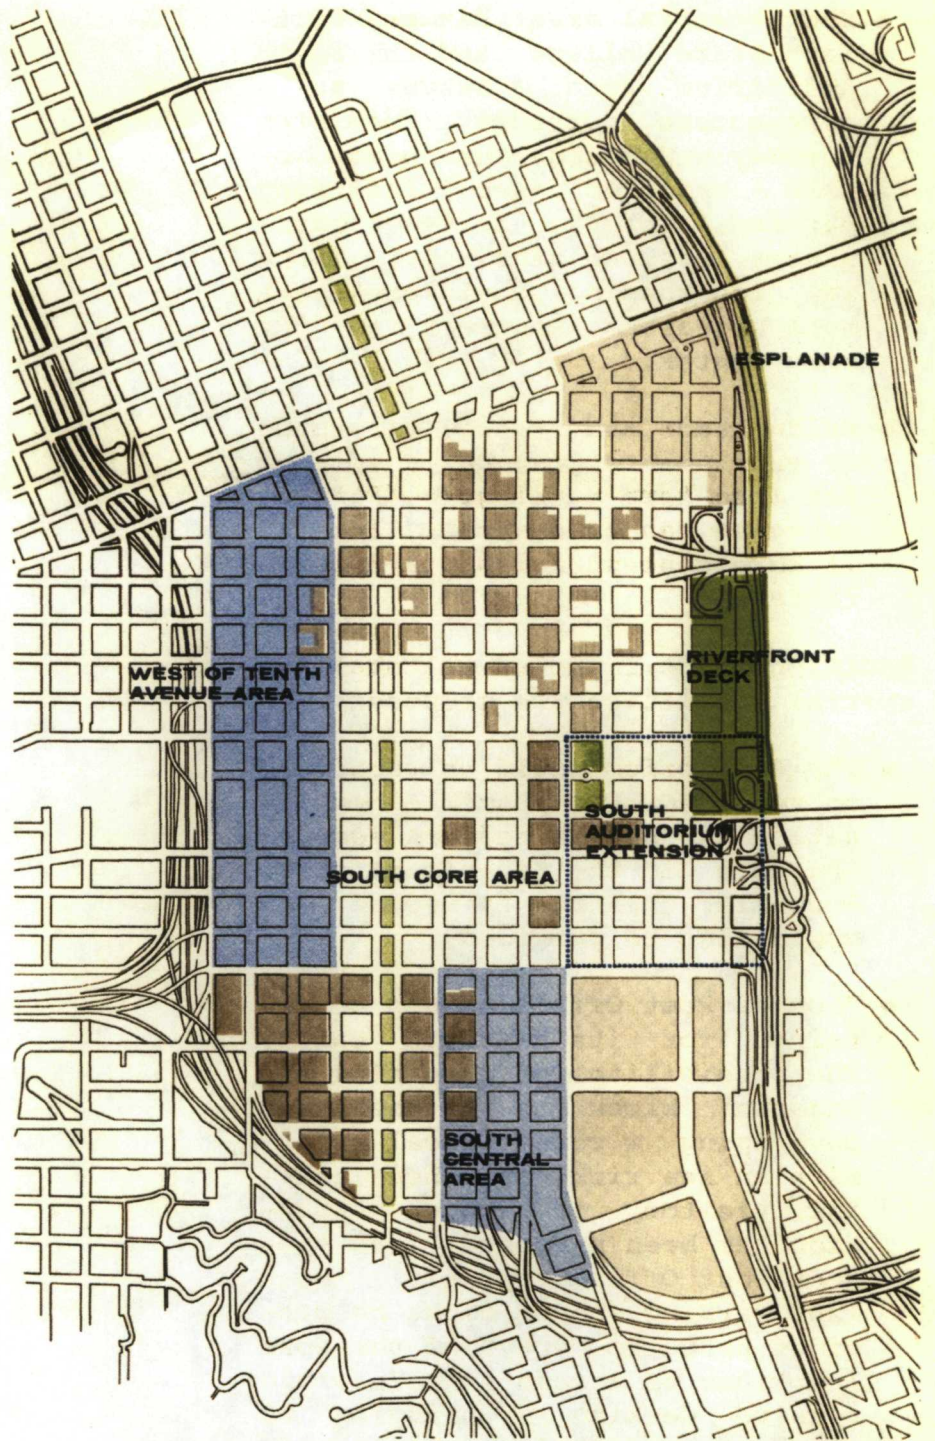 ESPLANADE
RIVERFRONT
DECK
WEST OF TENTH
AVENUE AREA
SOUTH
AUDITORIUM
EXTENSION
SOUTH CORE AREA
SOUTH
CENTRAL
AREA